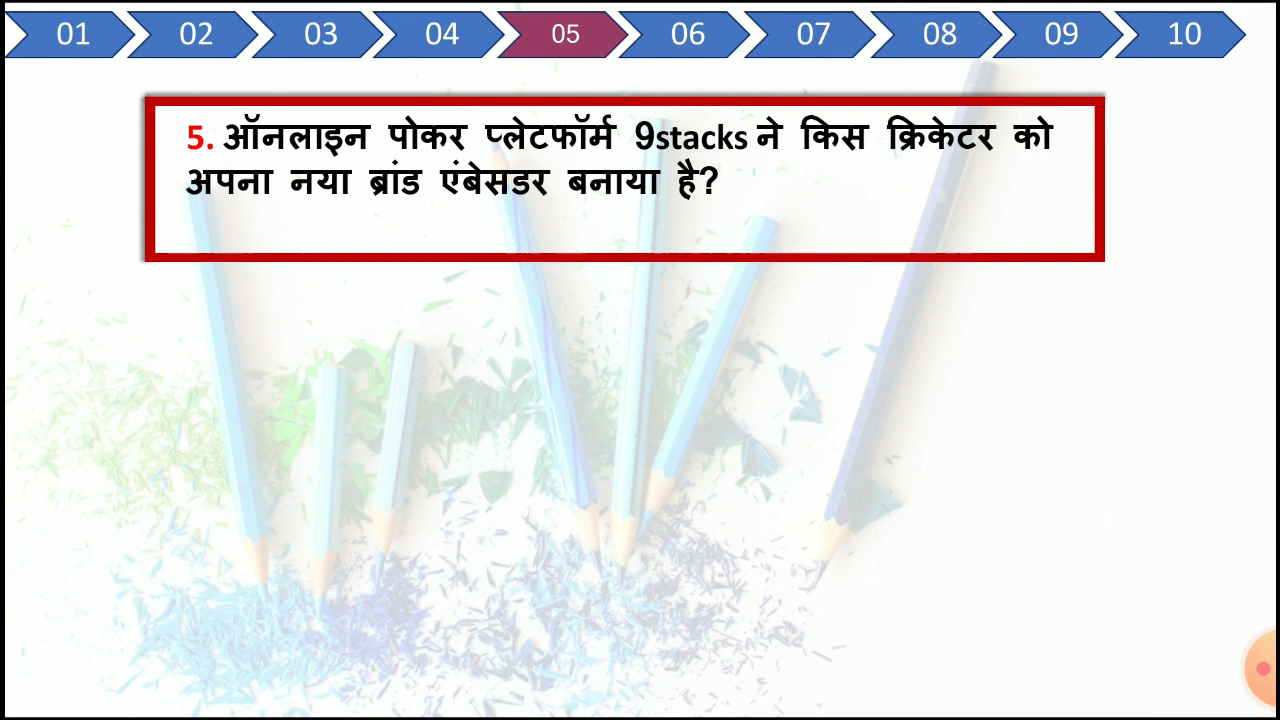 01 02 03 04 05 06 07 08 09 10
5. ऑनलाइन पोकर प्लेटफॉर्म 9stacks ने किस क्रिकेटर को
अपना नया ब्रांड एंबेसडर बनाया है?